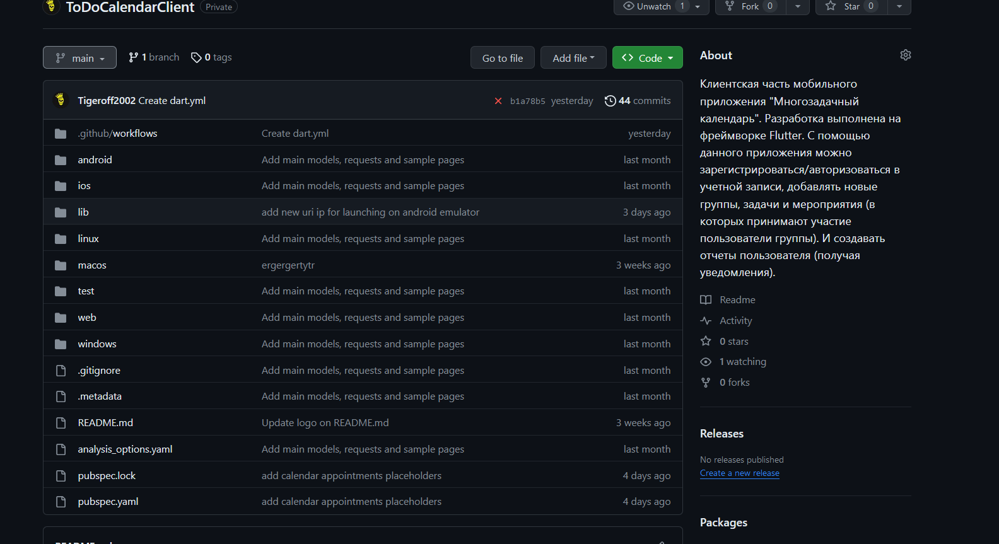 ToDoCalendarClient Private
Unwatch 1 Fork 0 Star 0
main 1 branch 0 tags Go to file Add file Code
Tigeroff2002 Create dart.yml b1a78b5 yesterday 44 commits
.github/workflows Create dart.yml yesterday
android Add main models, requests and sample pages last month
ios Add main models, requests and sample pages last month
lib add new uri ip for launching on android emulator 3 days ago
linux Add main models, requests and sample pages last month
macos ergergertytr 3 weeks ago
test Add main models, requests and sample pages last month
web Add main models, requests and sample pages last month
windows Add main models, requests and sample pages last month
.gitignore Add main models, requests and sample pages last month
.metadata Add main models, requests and sample pages last month
README.md Update logo on README.md 3 weeks ago
analysis_options.yaml Add main models, requests and sample pages last month
pubspec.lock add calendar appointments placeholders 4 days ago
pubspec.yaml add calendar appointments placeholders 4 days ago
About
Клиентская часть мобильного
приложения "Многозадачный
календарь". Разработка выполнена на
фреймворке Flutter. С помощью
данного приложения можно
зарегистрироваться/авторизоваться в
учетной записи, добавлять новые
группы, задачи и мероприятия (в
которых принимают участие
пользователи группы). И создавать
отчеты пользователя (получая
уведомления).
Readme
Activity
0 stars
1 watching
0 forks
Releases
No releases published
Create a new release
Packages